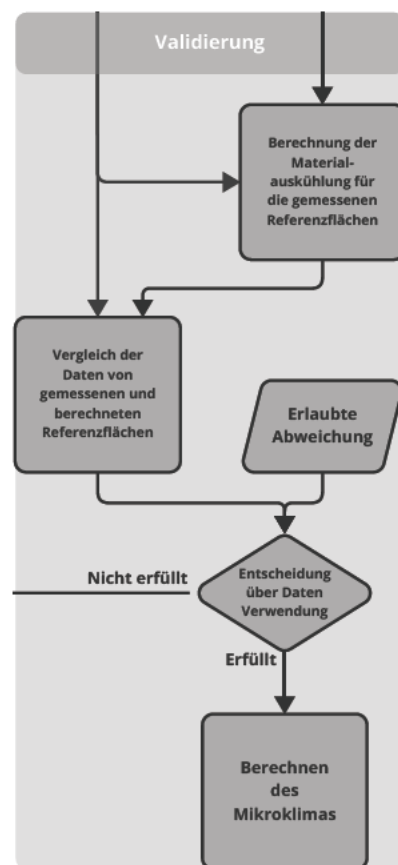 Validierung
Berechnung der
Material-
auskühlung für
die gemessenen
Referenzflächen
Vergleich der
Daten von
gemessenen und
berechneten
Referenzflächen
Erlaubte
Abweichung
Nicht erfüllt
Entscheidung
über Daten
Verwendung
Erfüllt
Berechnen
des
Mikroklimas